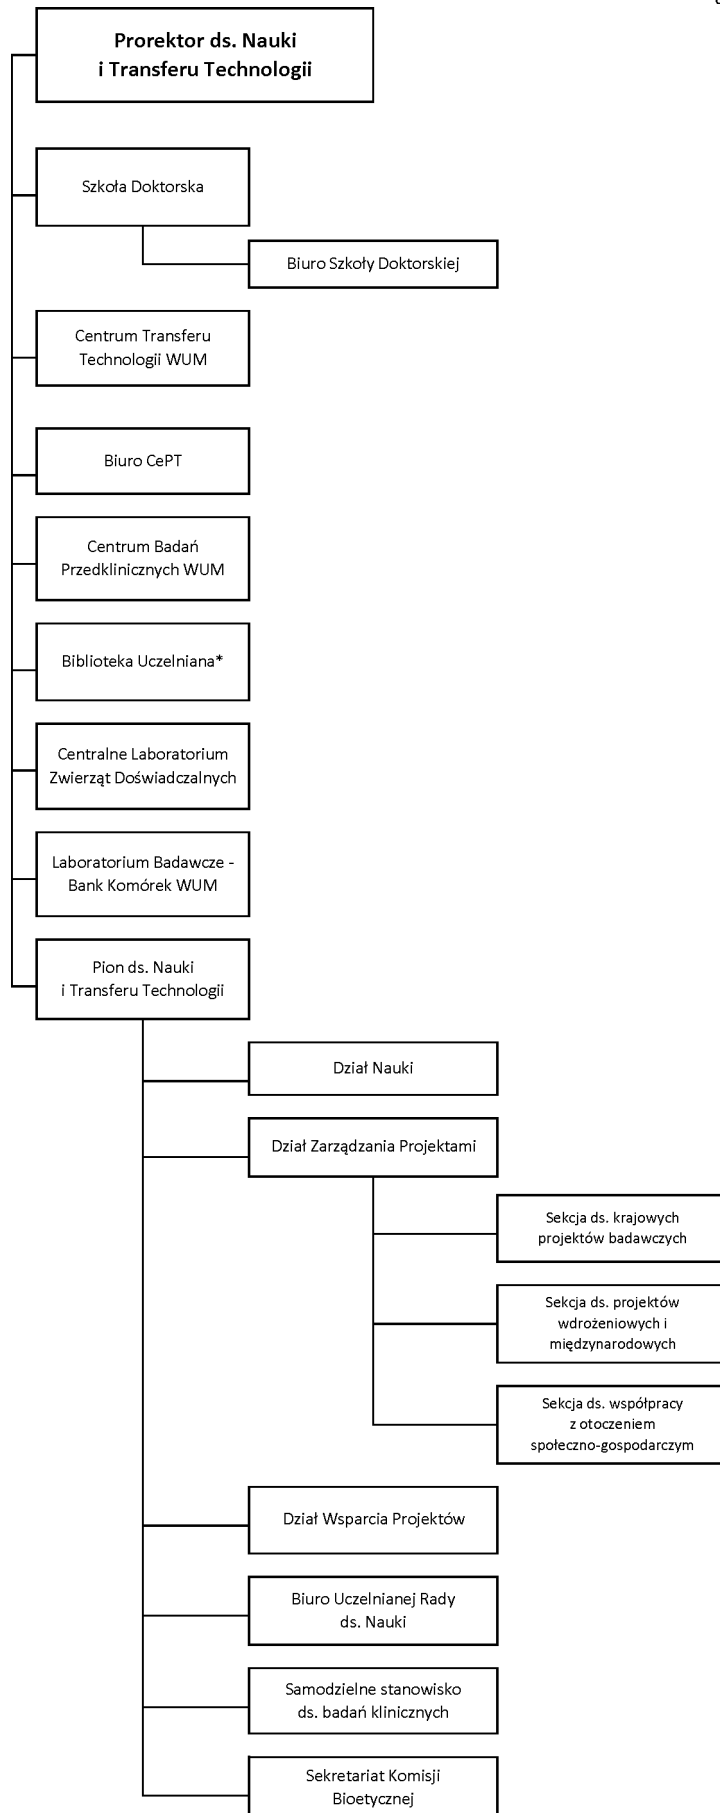 Prorektor ds. Nauki
i Transferu Technologii
Szkoła Doktorska
Biuro Szkoły Doktorskiej
Centrum Transferu
Technologii WUM
Biuro CePT
Centrum Badań
Przedklinicznych WUM
Biblioteka Uczelniana*
Centralne Laboratorium
Zwierząt Doświadczalnych
Laboratorium Badawcze -
Bank Komórek WUM
Pion ds. Nauki
i Transferu Technologii
Dział Nauki
Dział Zarządzania Projektami
Sekcja ds. krajowych
projektów badawczych
Sekcja ds. projektów
wdrożeniowych i
międzynarodowych
Sekcja ds. współpracy
z otoczeniem
społeczno-gospodarczym
Dział Wsparcia Projektów
Biuro Uczelnianej Rady
ds. Nauki
Samodzielne stanowisko
ds. badań klinicznych
Sekretariat Komisji
Bioetycznej